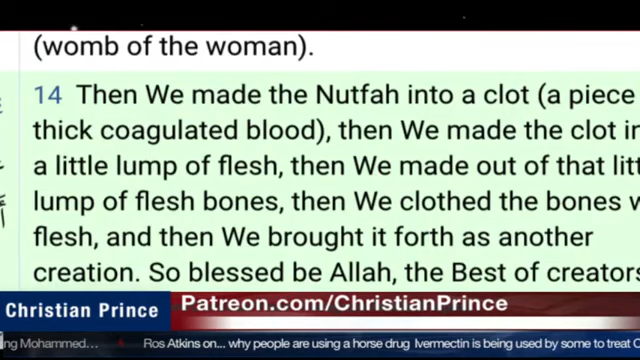 (womb of the woman).
14 Then We made the Nutfah into a clot (a piece
thick coagulated blood), then We made the clot in
a little lump of flesh, then We made out of that litt
lump of flesh bones, then We clothed the bones w
flesh, and then We brought it forth as another
creation. So blessed be Allah, the Best of creators
Christian Prince
Patreon.com/ChristianPrince
ng Mohammed... Ros Atkins on... why people are using a horse drug Ivermectin is being used by some to treat C